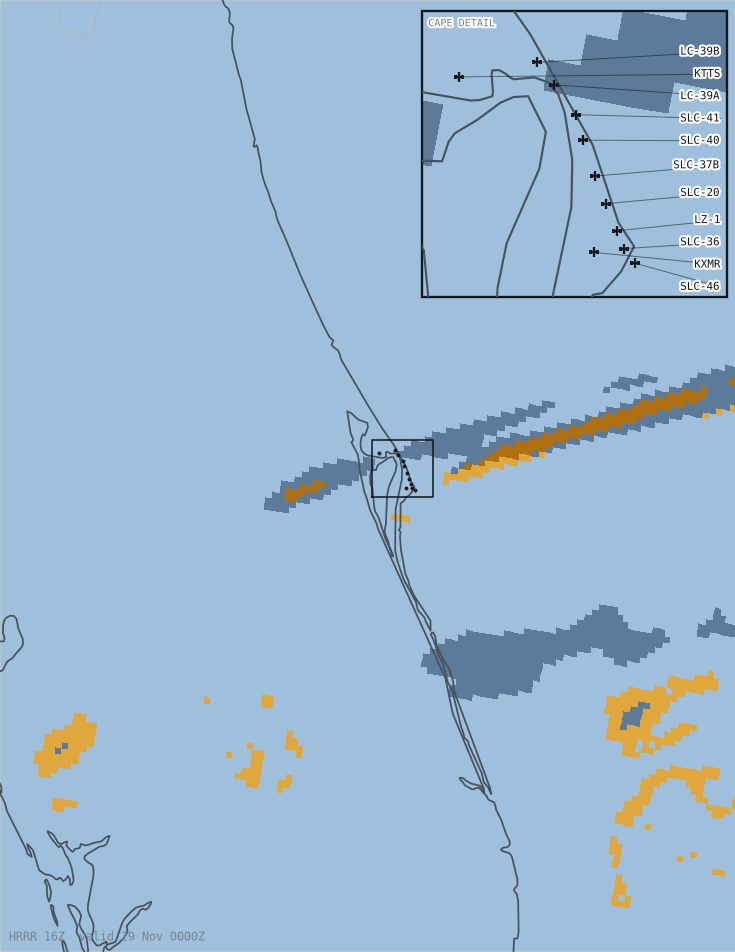 CAPE DETAIL
LC-39B
KTTS
LC-39A
SLC-41
SLC-40
SLC-37B
SLC-20
LZ-1
SLC-36
KXMR
SLC-46
HRRR 16Z  valid 29 Nov 0000Z